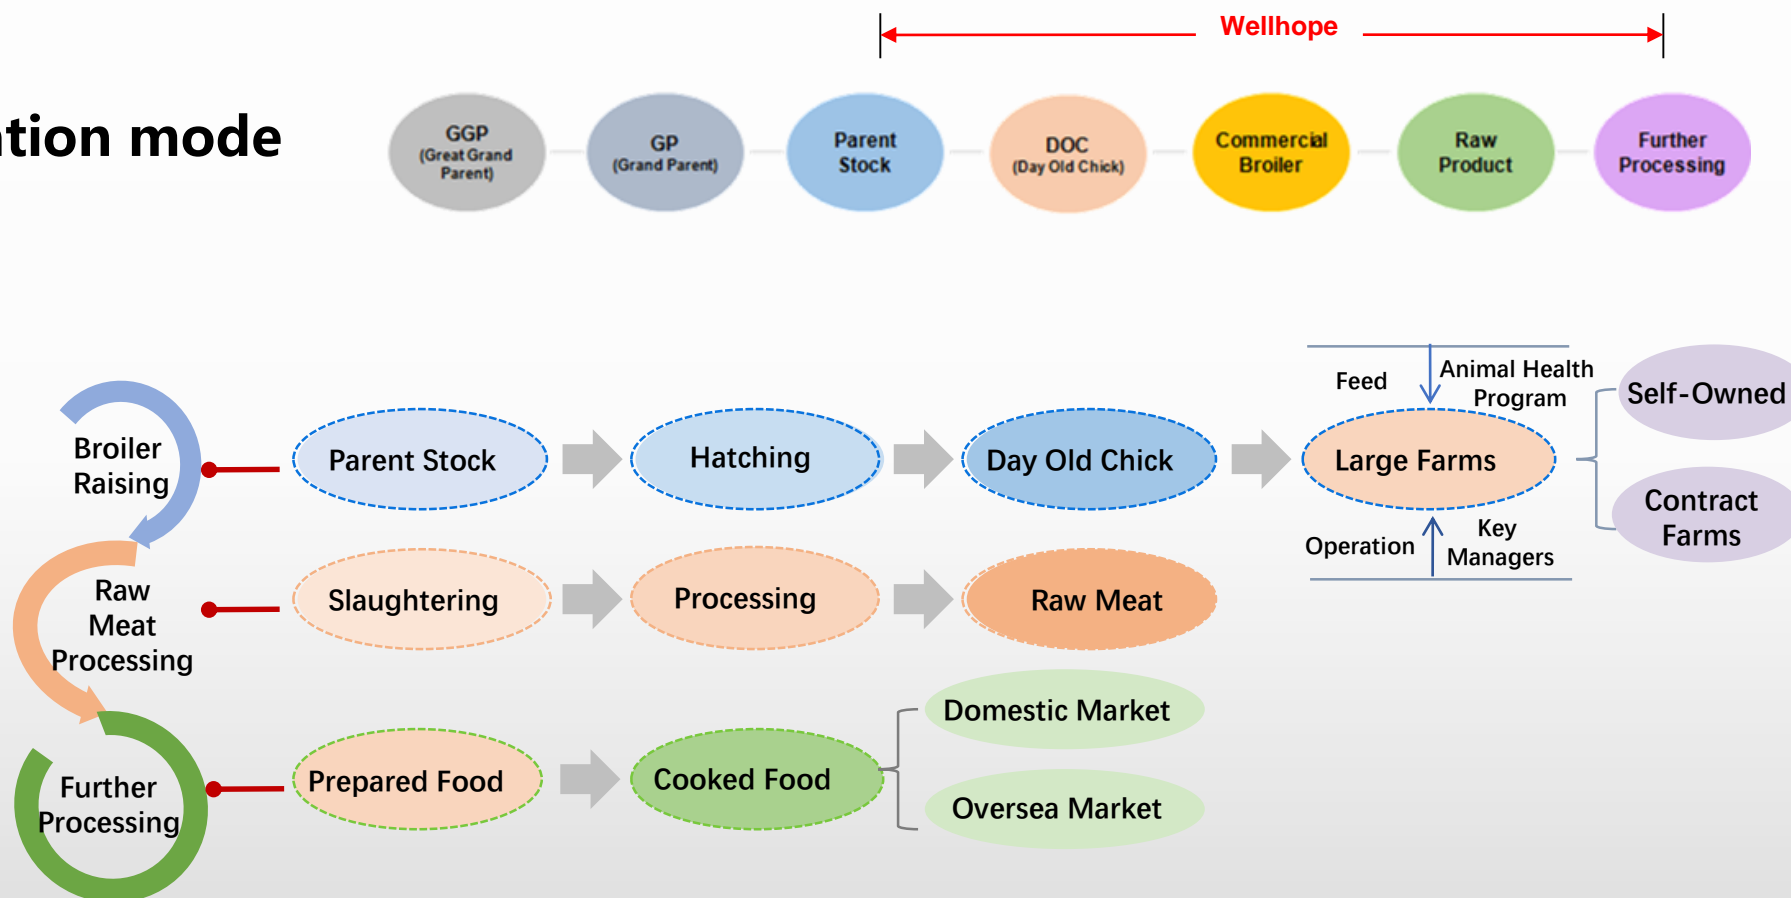 Wellhope
ation mode
GGP
(Great Grand
Parent)
GP
(Grand Parent)
Parent
Stock
DOC
(Day Old Chick)
Commercial
Broiler
Raw
Product
Further
Processing
Broiler
Raising
Parent Stock
Hatching
Day Old Chick
Feed
Animal Health
Program
Large Farms
Operation
Key
Managers
Self-Owned
Contract
Farms
Raw
Meat
Processing
Slaughtering
Processing
Raw Meat
Further
Processing
Prepared Food
Cooked Food
Domestic Market
Oversea Market